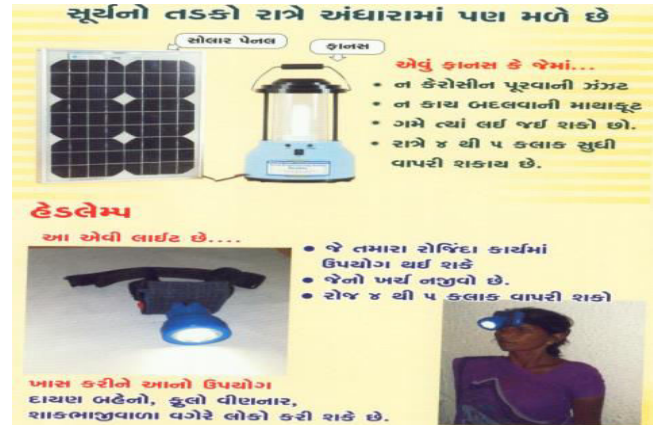 સૂર્યનો તડકો રાત્રે અંધારામાં પણ મળે છે
સોલાર પેનલ
ફાનસ
એવું ફાનસ કે જેમાં...
• ન કેરોસીન પૂરવાની ઝંઝટ
• ન કાચ બદલવાની માથાકૂટ
• ગમે ત્યાં લઈ જઈ શકો છો.
• રાત્રે ૪ થી ૫ કલાક સુધી
વાપરી શકાય છે.
હેડલેમ્પ
આ એવી લાઈટ છે....
• જે તમારા રોજિંદા કાર્યમાં
ઉપયોગ થઈ શકે
• જેનો ખર્ચ નજીવો છે.
• રોજ ૪ થી ૫ કલાક વાપરી શકો
ખાસ કરીને આનો ઉપયોગ
દાયણ બહેનો, ફુલો વીણનાર,
શાકભાજીવાળા વગેરે લોકો કરી શકે છે.